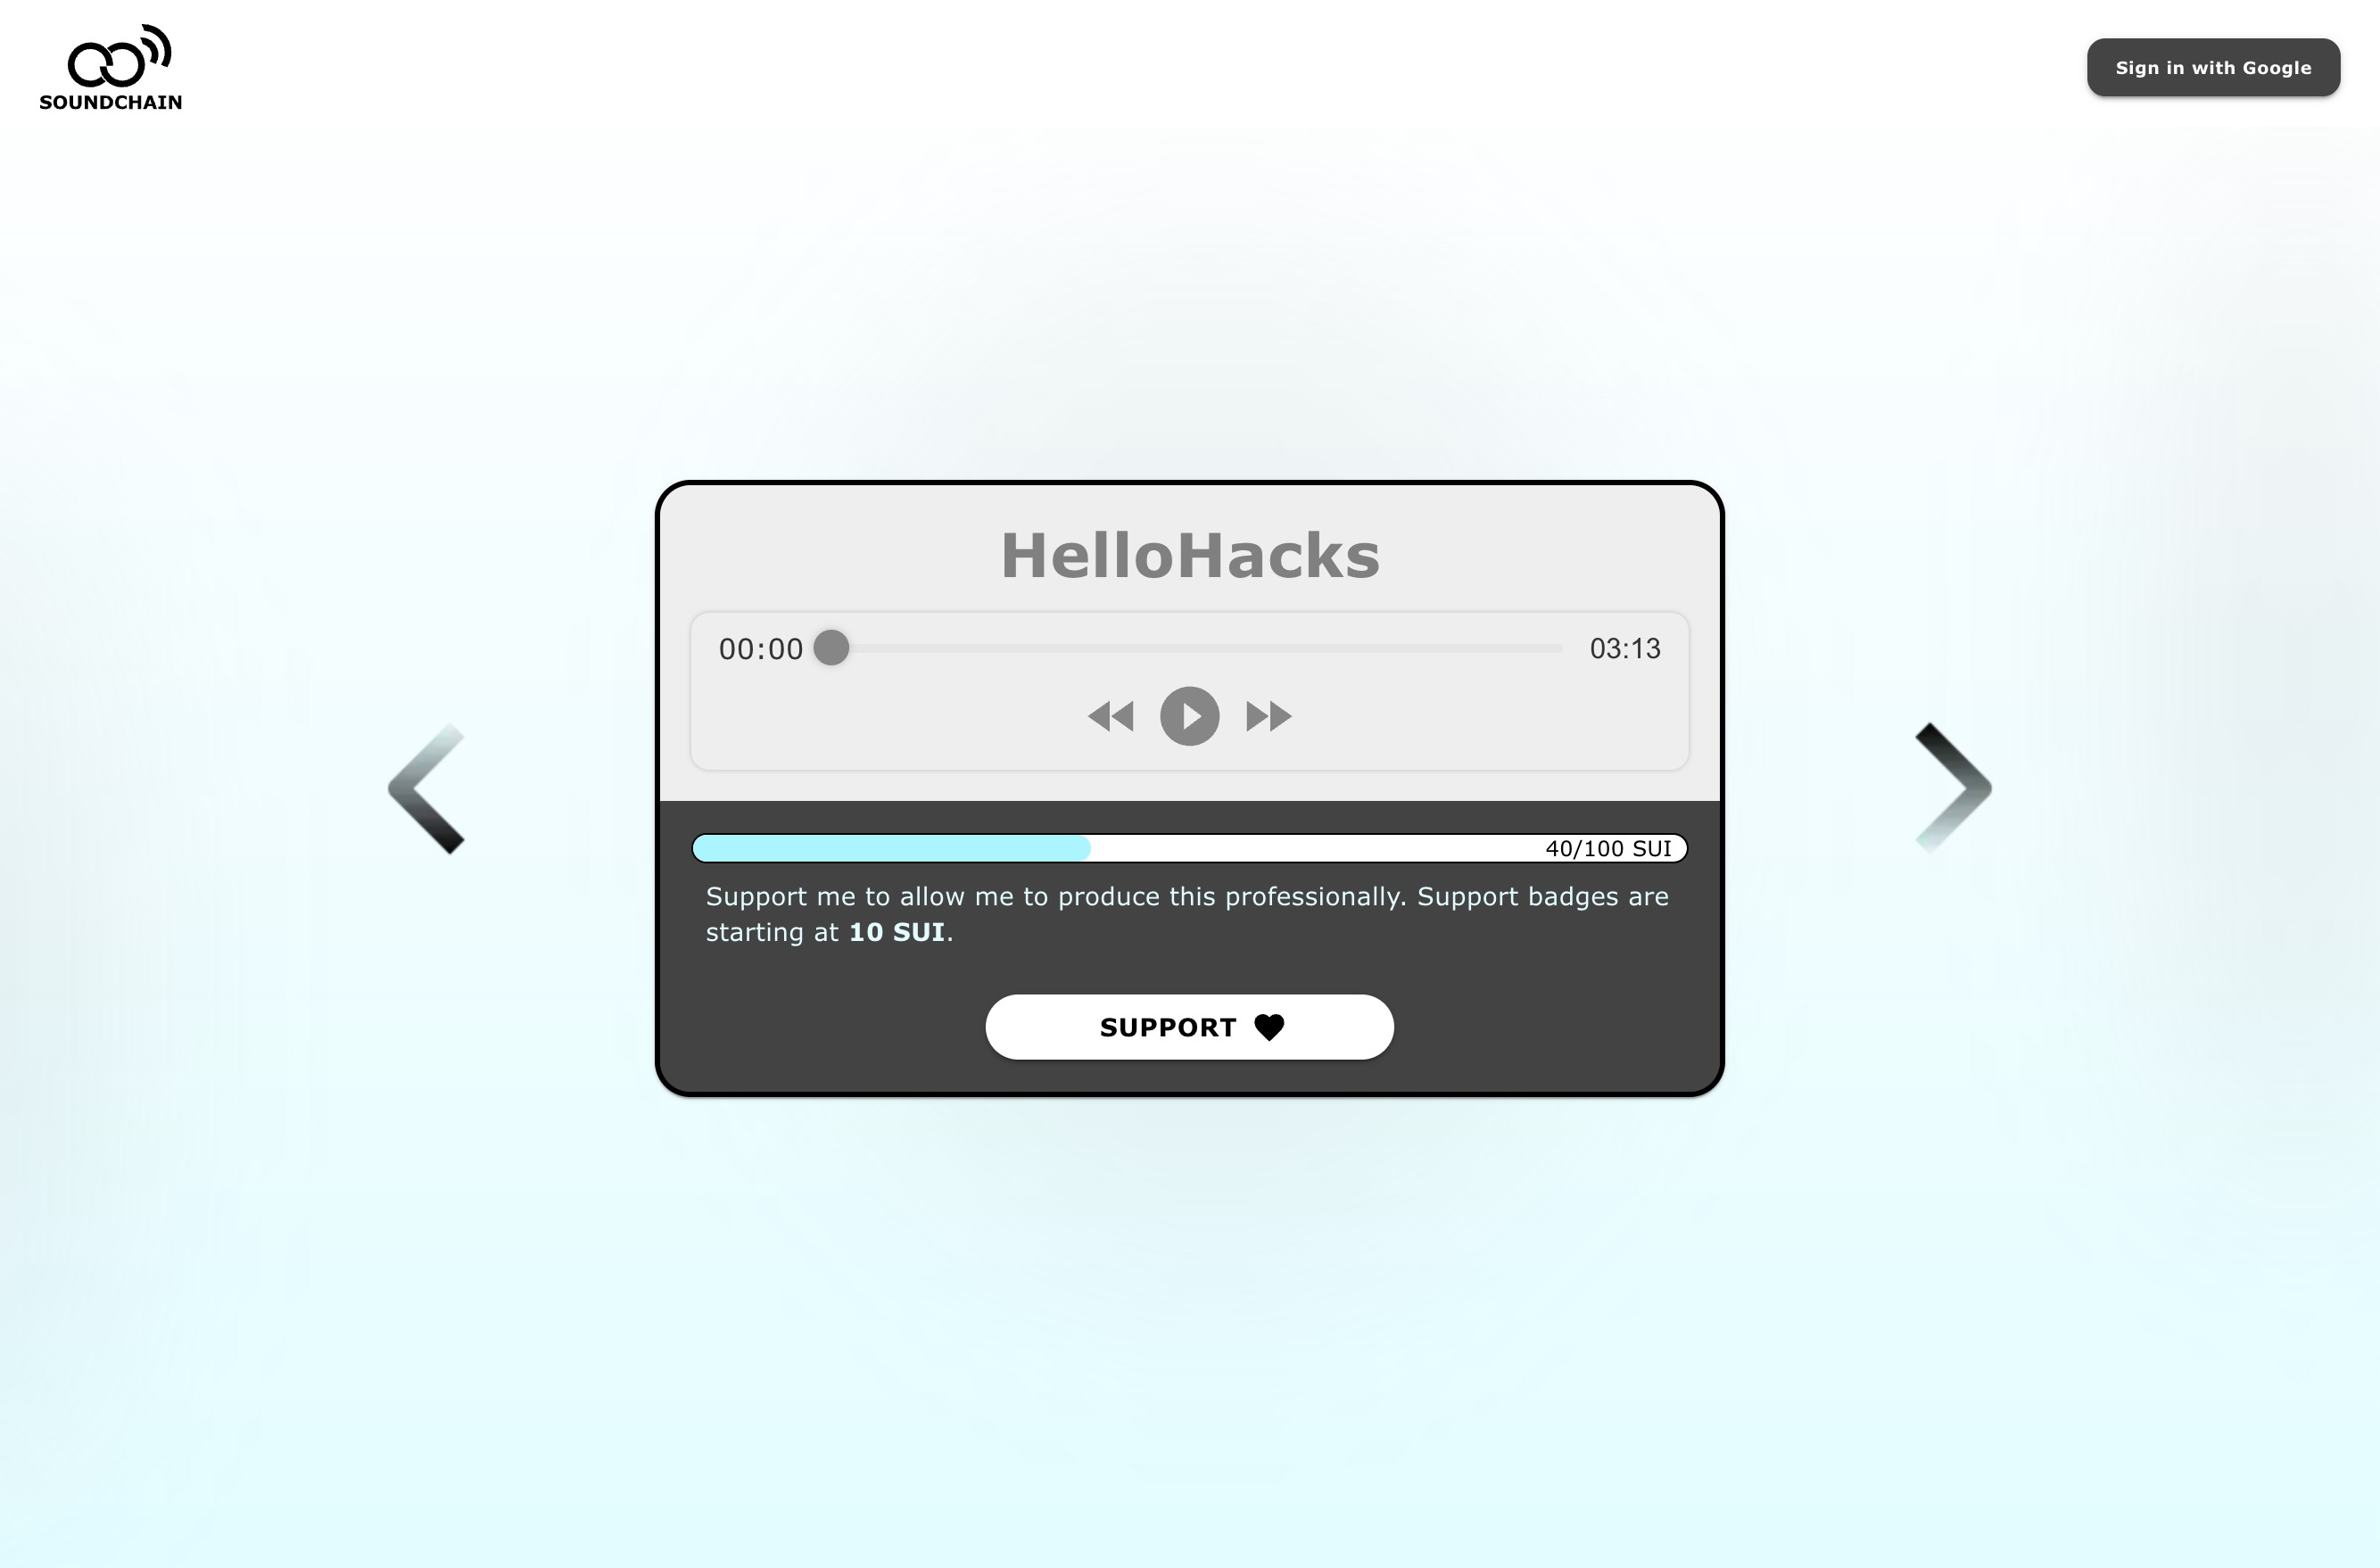 SOUNDCHAIN
Sign in with Google
HelloHacks
00:00
03:13
40/100 SUI
Support me to allow me to produce this professionally. Support badges are
starting at 10 SUI.
SUPPORT